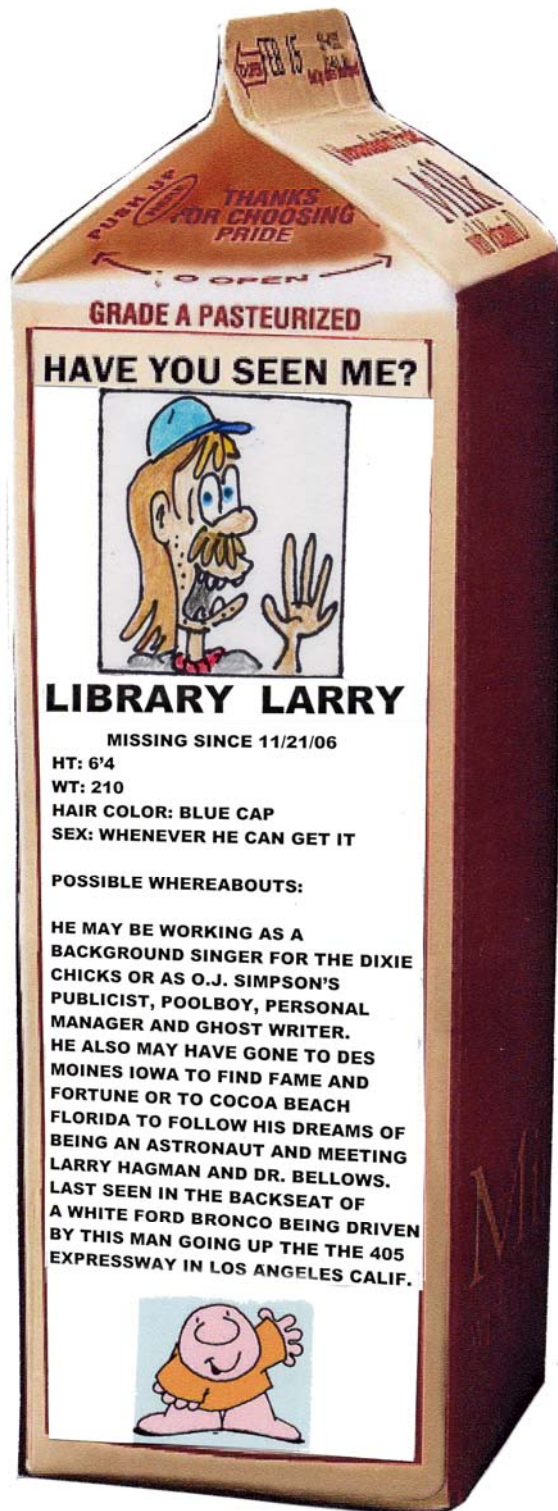 FEB 15
Milk
with Vitamin D
PUSH UP
HERE
THANKS
FOR CHOOSING
PRIDE
O OPEN
GRADE A PASTEURIZED
HAVE YOU SEEN ME?
LIBRARY LARRY
MISSING SINCE 11/21/06
HT: 6'4
WT: 210
HAIR COLOR: BLUE CAP
SEX: WHENEVER HE CAN GET IT
POSSIBLE WHEREABOUTS:
HE MAY BE WORKING AS A
BACKGROUND SINGER FOR THE DIXIE
CHICKS OR AS O.J. SIMPSON'S
PUBLICIST, POOLBOY, PERSONAL
MANAGER AND GHOST WRITER.
HE ALSO MAY HAVE GONE TO DES
MOINES IOWA TO FIND FAME AND
FORTUNE OR TO COCOA BEACH
FLORIDA TO FOLLOW HIS DREAMS OF
BEING AN ASTRONAUT AND MEETING
LARRY HAGMAN AND DR. BELLOWS.
LAST SEEN IN THE BACKSEAT OF
A WHITE FORD BRONCO BEING DRIVEN
BY THIS MAN GOING UP THE THE 405
EXPRESSWAY IN LOS ANGELES CALIF.
Mi